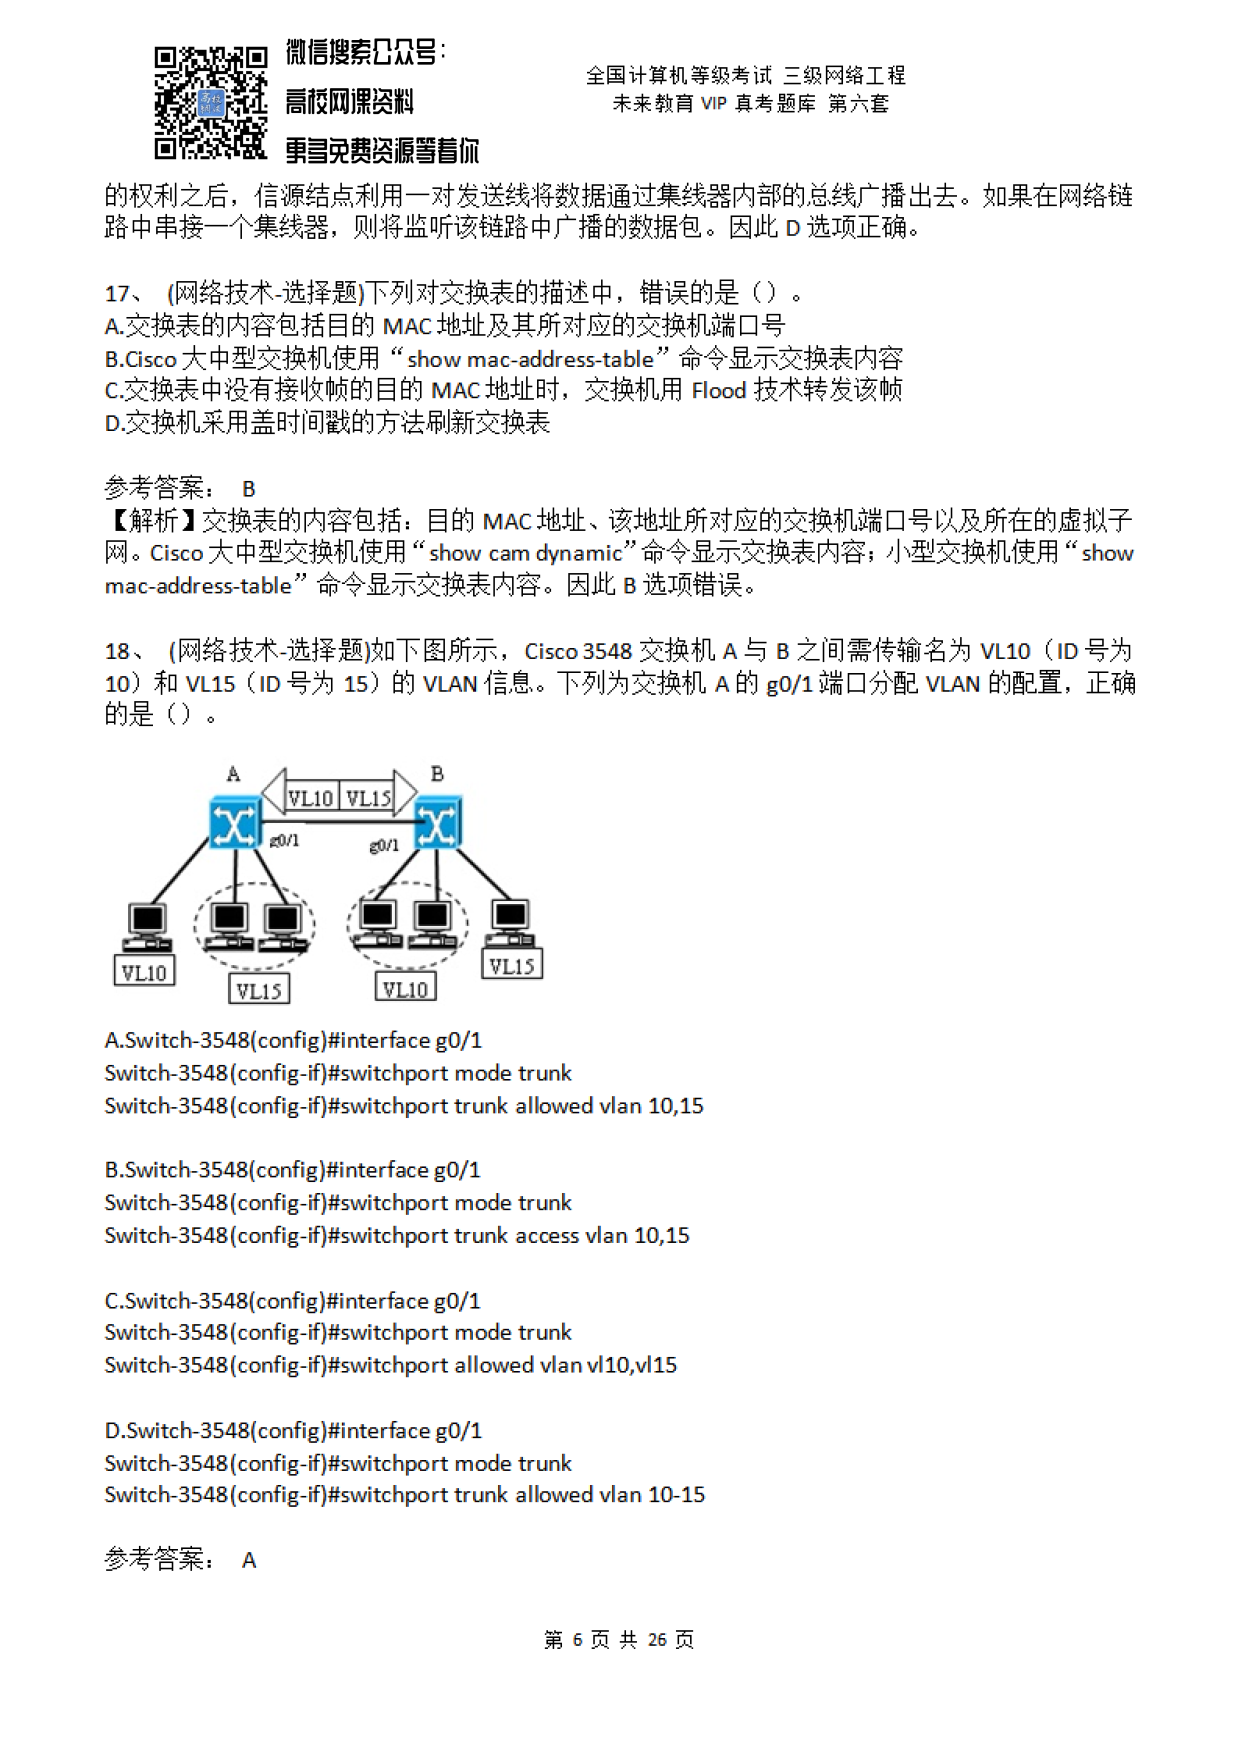 微信搜索公众号：
高校网课资料
更多免费资源等着你
高校
网课
全国计算机等级考试 三级网络工程
未来教育 VIP 真考题库 第六套
的权利之后，信源结点利用一对发送线将数据通过集线器内部的总线广播出去。如果在网络链
路中串接一个集线器，则将监听该链路中广播的数据包。因此 D 选项正确。
17、 (网络技术-选择题)下列对交换表的描述中，错误的是（）。
A.交换表的内容包括目的 MAC 地址及其所对应的交换机端口号
B.Cisco 大中型交换机使用“show mac-address-table”命令显示交换表内容
C.交换表中没有接收帧的目的 MAC 地址时，交换机用 Flood 技术转发该帧
D.交换机采用盖时间戳的方法刷新交换表
参考答案： B
【解析】交换表的内容包括：目的 MAC 地址、该地址所对应的交换机端口号以及所在的虚拟子
网。Cisco 大中型交换机使用“show cam dynamic”命令显示交换表内容；小型交换机使用“show
mac-address-table”命令显示交换表内容。因此 B 选项错误。
18、 (网络技术-选择题)如下图所示，Cisco 3548 交换机 A 与 B 之间需传输名为 VL10（ID 号为
10）和 VL15（ID 号为 15）的 VLAN 信息。下列为交换机 A 的 g0/1 端口分配 VLAN 的配置，正确
的是（）。
A B
VL10 VL15
g0/1 g0/1
VL10 VL15 VL10 VL15
A.Switch-3548(config)#interface g0/1
Switch-3548(config-if)#switchport mode trunk
Switch-3548(config-if)#switchport trunk allowed vlan 10,15
B.Switch-3548(config)#interface g0/1
Switch-3548(config-if)#switchport mode trunk
Switch-3548(config-if)#switchport trunk access vlan 10,15
C.Switch-3548(config)#interface g0/1
Switch-3548(config-if)#switchport mode trunk
Switch-3548(config-if)#switchport allowed vlan vl10,vl15
D.Switch-3548(config)#interface g0/1
Switch-3548(config-if)#switchport mode trunk
Switch-3548(config-if)#switchport trunk allowed vlan 10-15
参考答案： A
第 6 页 共 26 页